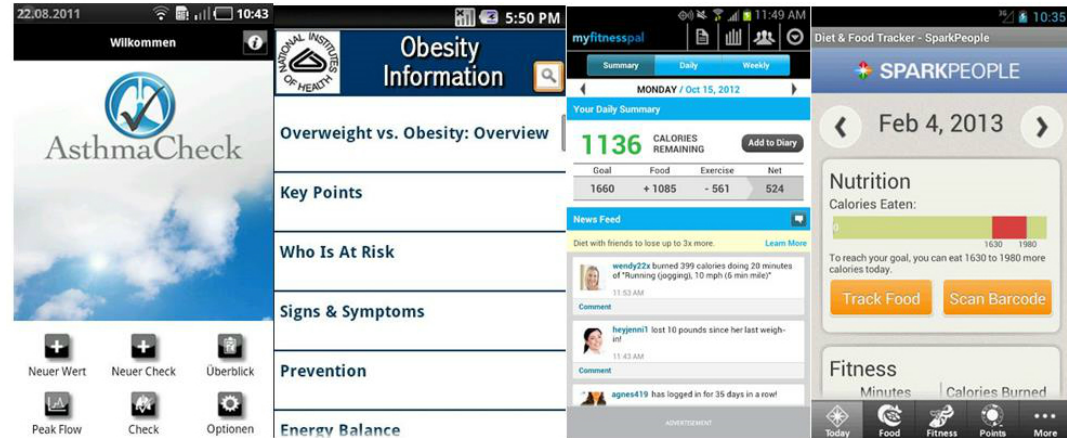 22.08.2011 10:43
Wilkommen
AsthmaCheck
Neuer Wert Neuer Check Überblick
Peak Flow Check Optionen
5:50 PM
NATIONAL INSTITUTES OF HEALTH
Obesity
Information
Overweight vs. Obesity: Overview
Key Points
Who Is At Risk
Signs & Symptoms
Prevention
Energy Balance
11:49 AM
myfitnesspal
Summary Daily Weekly
MONDAY / Oct 15, 2012
Your Daily Summary
1136 CALORIES
REMAINING
Add to Diary
Goal Food Exercise Net
1660 + 1085 - 561 524
News Feed
Diet with friends to lose up to 3x more. Learn More
wendy22x burned 399 calories doing 20 minutes
of "Running (jogging), 10 mph (6 min mile)"
11:53 AM
Comment
heyjenni1 lost 10 pounds since her last weigh-
in!
11:43 AM
Comment
agnes419 has logged in for 35 days in a row!
ADVERTISEMENT
10:35
Diet & Food Tracker - SparkPeople
SPARKPEOPLE
Feb 4, 2013
Nutrition
Calories Eaten:
0
1630 1980
To reach your goal, you can eat 1630 to 1980 more
calories today.
Track Food Scan Barcode
Fitness
Minutes Calories Burned
Today Food Fitness Points More